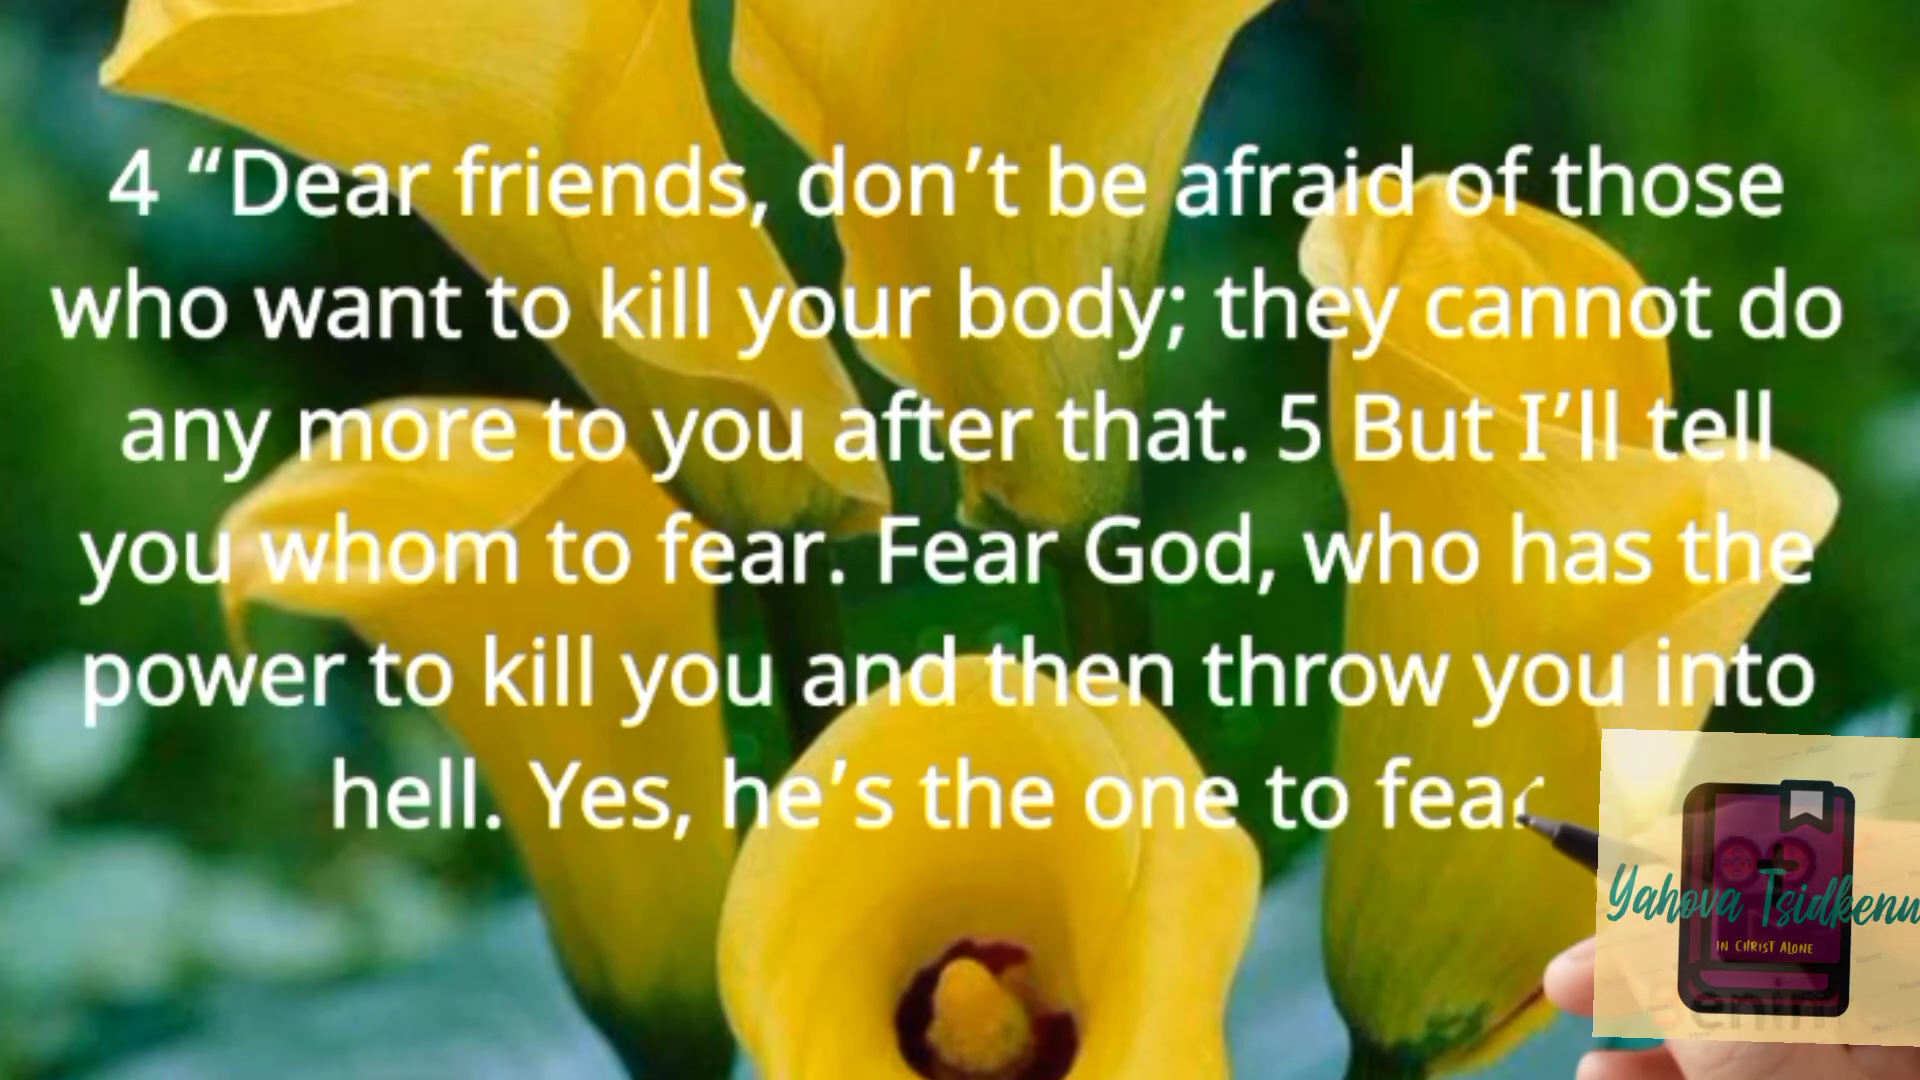 4 “Dear friends, don’t be afraid of those
who want to kill your body; they cannot do
any more to you after that. 5 But I’ll tell
you whom to fear. Fear God, who has the
power to kill you and then throw you into
hell. Yes, he’s the one to fear
Yahova Tsidkenu
IN CHRIST ALONE